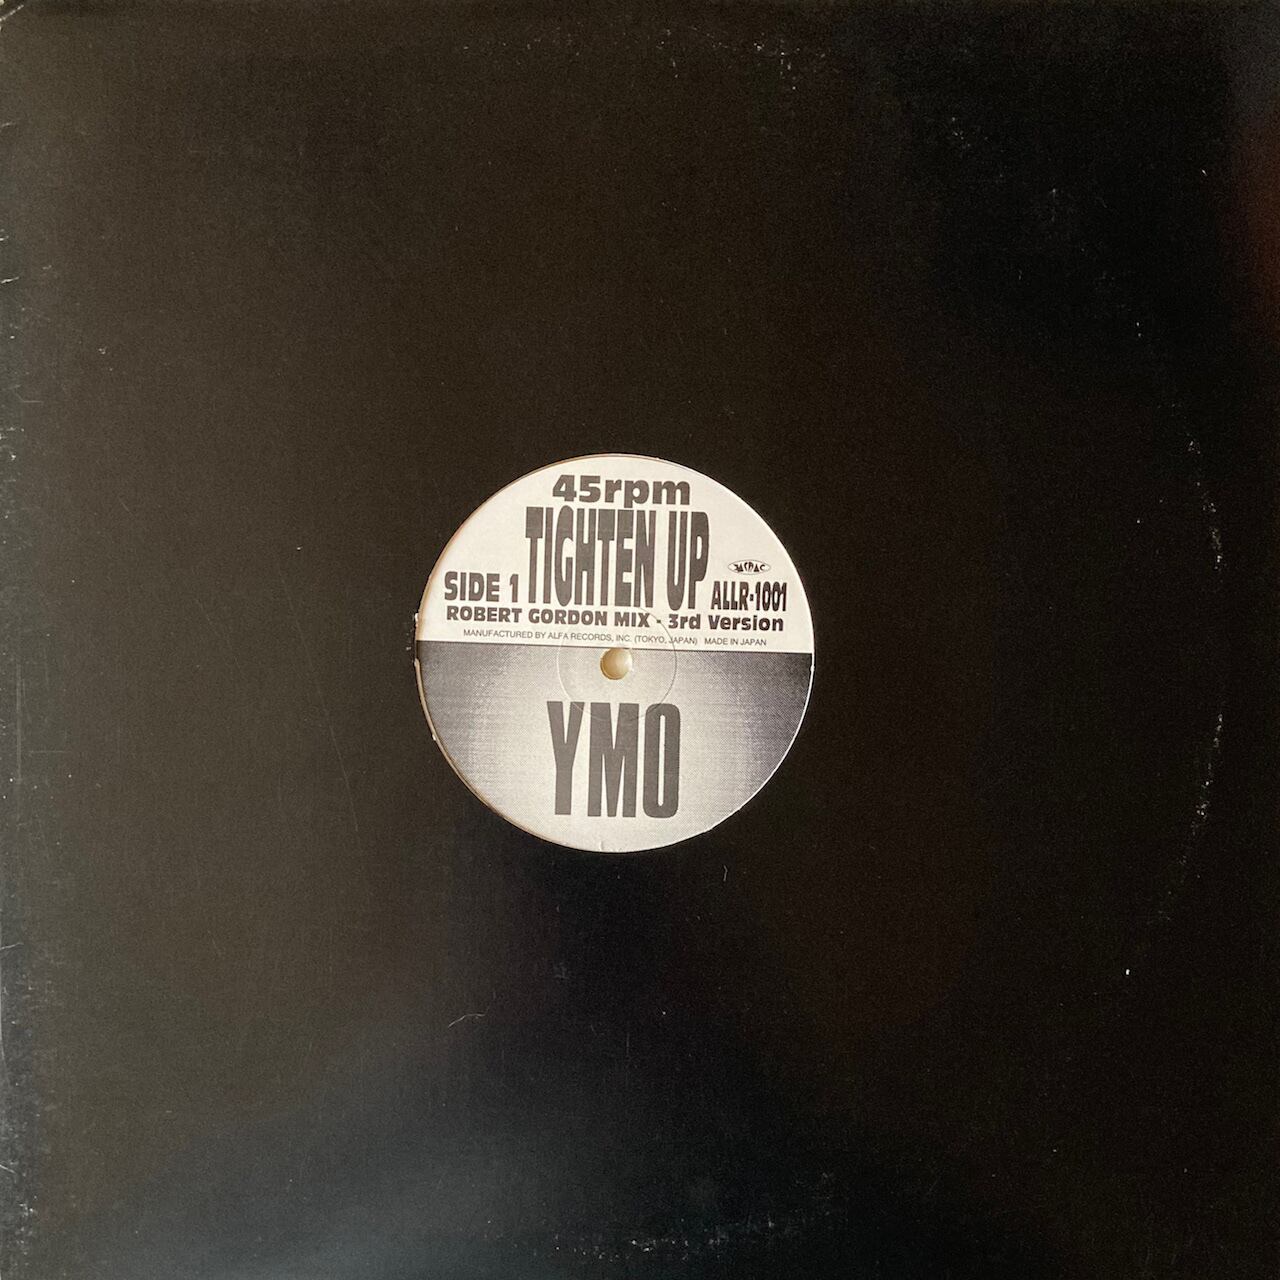 45rpm
TIGHTEN UP
SIDE 1
ALLR-1001
ROBERT GORDON MIX · 3rd Version
MANUFACTURED BY ALFA RECORDS, INC. (TOKYO, JAPAN) MADE IN JAPAN
YMO